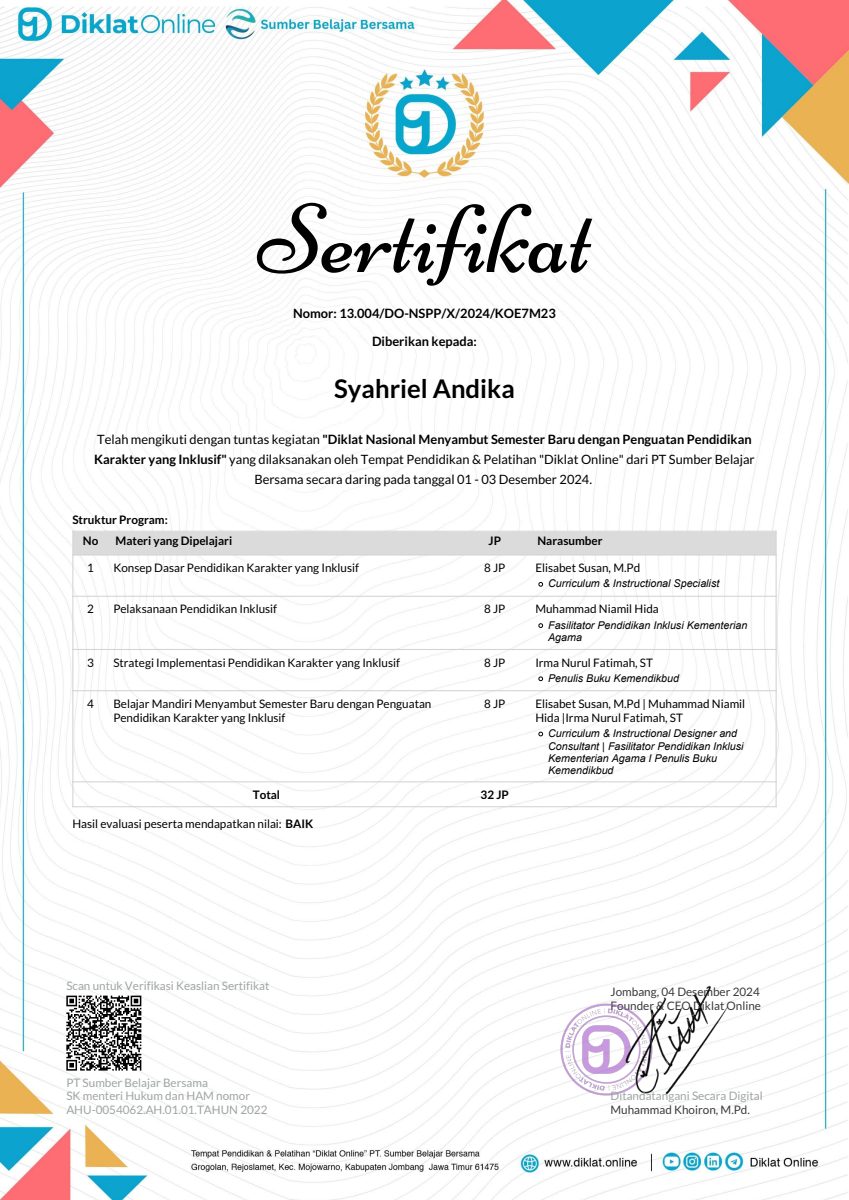 DiklatOnline Sumber Belajar Bersama
Sertifikat
Nomor: 13.004/DO-NSPP/X/2024/KOE7M23
Diberikan kepada:
Syahriel Andika
Telah mengikuti dengan tuntas kegiatan "Diklat Nasional Menyambut Semester Baru dengan Penguatan Pendidikan
Karakter yang Inklusif" yang dilaksanakan oleh Tempat Pendidikan & Pelatihan "Diklat Online" dari PT Sumber Belajar
Bersama secara daring pada tanggal 01 - 03 Desember 2024.
Struktur Program:
No Materi yang Dipelajari JP Narasumber
1 Konsep Dasar Pendidikan Karakter yang Inklusif 8 JP Elisabet Susan, M.Pd
Curriculum & Instructional Specialist
2 Pelaksanaan Pendidikan Inklusif 8 JP Muhammad Niamil Hida
Fasilitator Pendidikan Inklusi Kementerian
Agama
3 Strategi Implementasi Pendidikan Karakter yang Inklusif 8 JP Irma Nurul Fatimah, ST
Penulis Buku Kemendikbud
4 Belajar Mandiri Menyambut Semester Baru dengan Penguatan 8 JP Elisabet Susan, M.Pd | Muhammad Niamil
Pendidikan Karakter yang Inklusif Hida |Irma Nurul Fatimah, ST
Curriculum & Instructional Designer and
Consultant | Fasilitator Pendidikan Inklusi
Kementerian Agama I Penulis Buku
Kemendikbud
Total 32 JP
Hasil evaluasi peserta mendapatkan nilai: BAIK
Scan untuk Verifikasi Keaslian Sertifikat
PT Sumber Belajar Bersama
SK menteri Hukum dan HAM nomor
AHU-0054062.AH.01.01.TAHUN 2022
Jombang, 04 Desember 2024
Founder & CEO Diklat Online
DIKLATONLINE | DIKLATONLINE | DIKLATONLINE
Ditandatangani Secara Digital
Muhammad Khoiron, M.Pd.
Tempat Pendidikan & Pelatihan "Diklat Online" PT. Sumber Belajar Bersama
Grogolan, Rejoslamet, Kec. Mojowarno, Kabupaten Jombang Jawa Timur 61475
www.diklat.online | Diklat Online